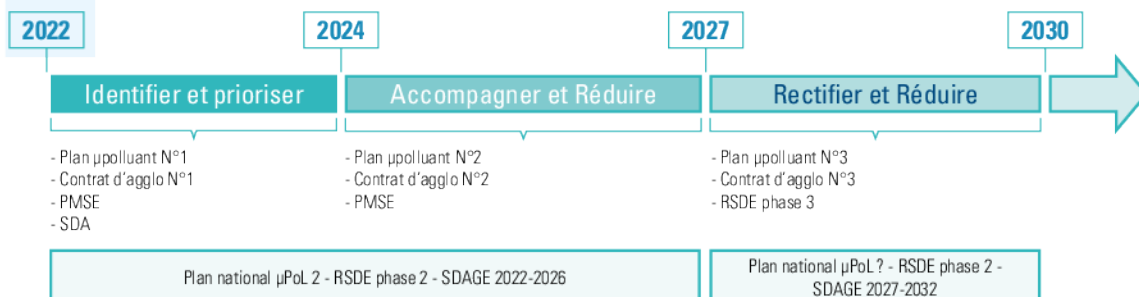 2022
2024
2027
2030
Identifier et prioriser
Accompagner et Réduire
Rectifier et Réduire
- Plan µpolluant N°1
- Contrat d'agglo N°1
- PMSE
- SDA
- Plan µpolluant N°2
- Contrat d'agglo N°2
- PMSE
- Plan µpolluant N°3
- Contrat d'agglo N°3
- RSDE phase 3
Plan national µPoL 2 - RSDE phase 2 - SDAGE 2022-2026
Plan national µPoL ? - RSDE phase 2 -
SDAGE 2027-2032